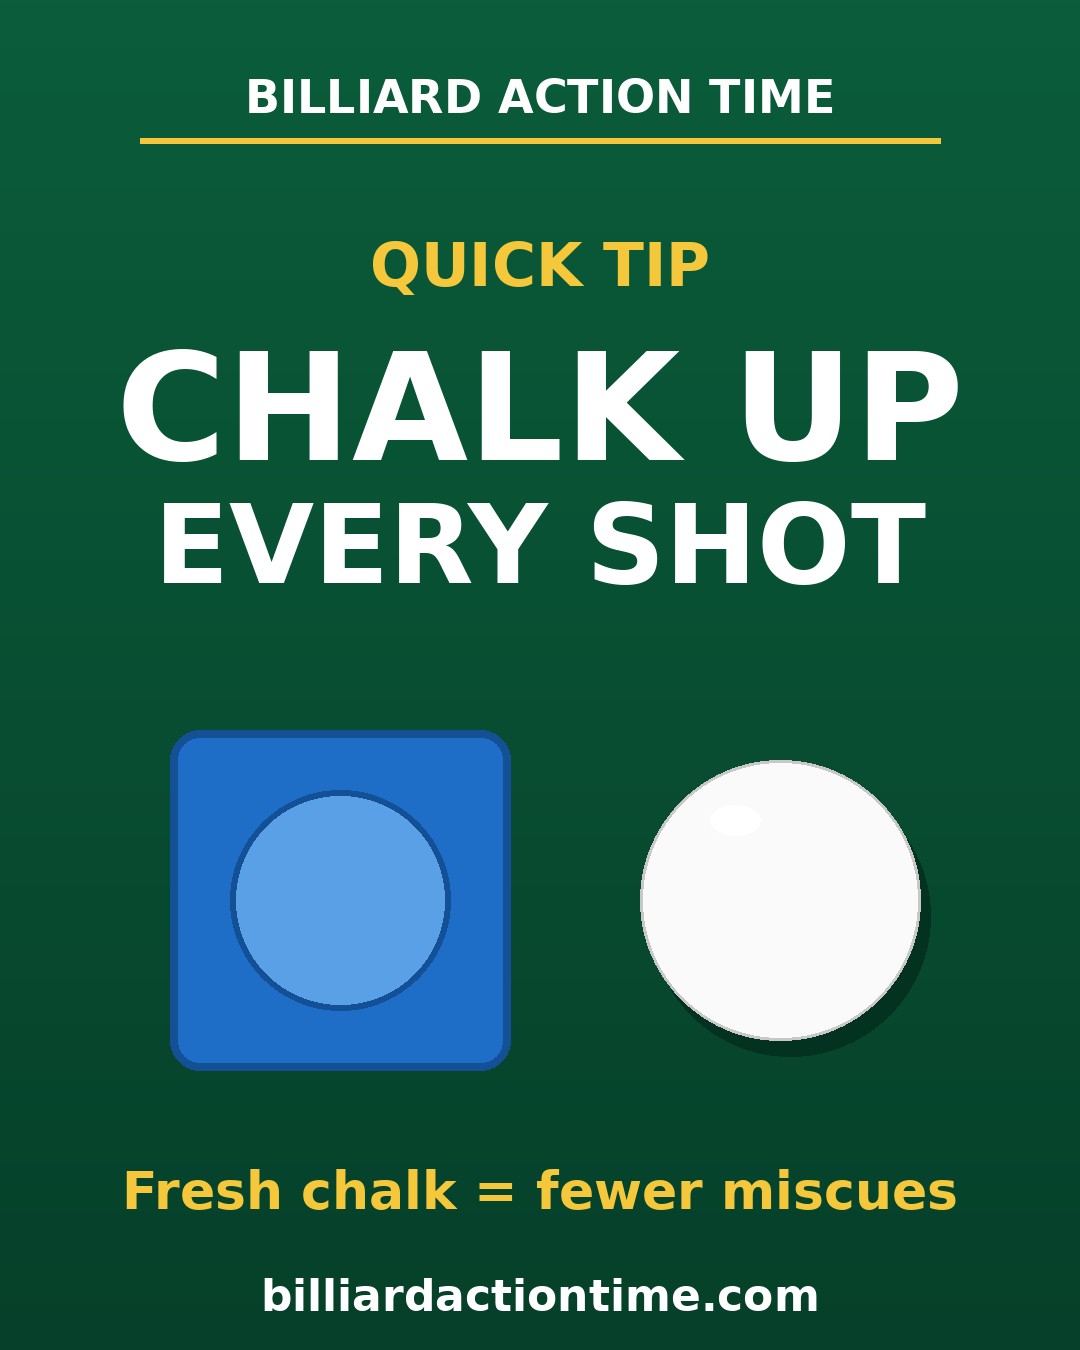 BILLIARD ACTION TIME
QUICK TIP
CHALK UP
EVERY SHOT
Fresh chalk = fewer miscues
billiardactiontime.com